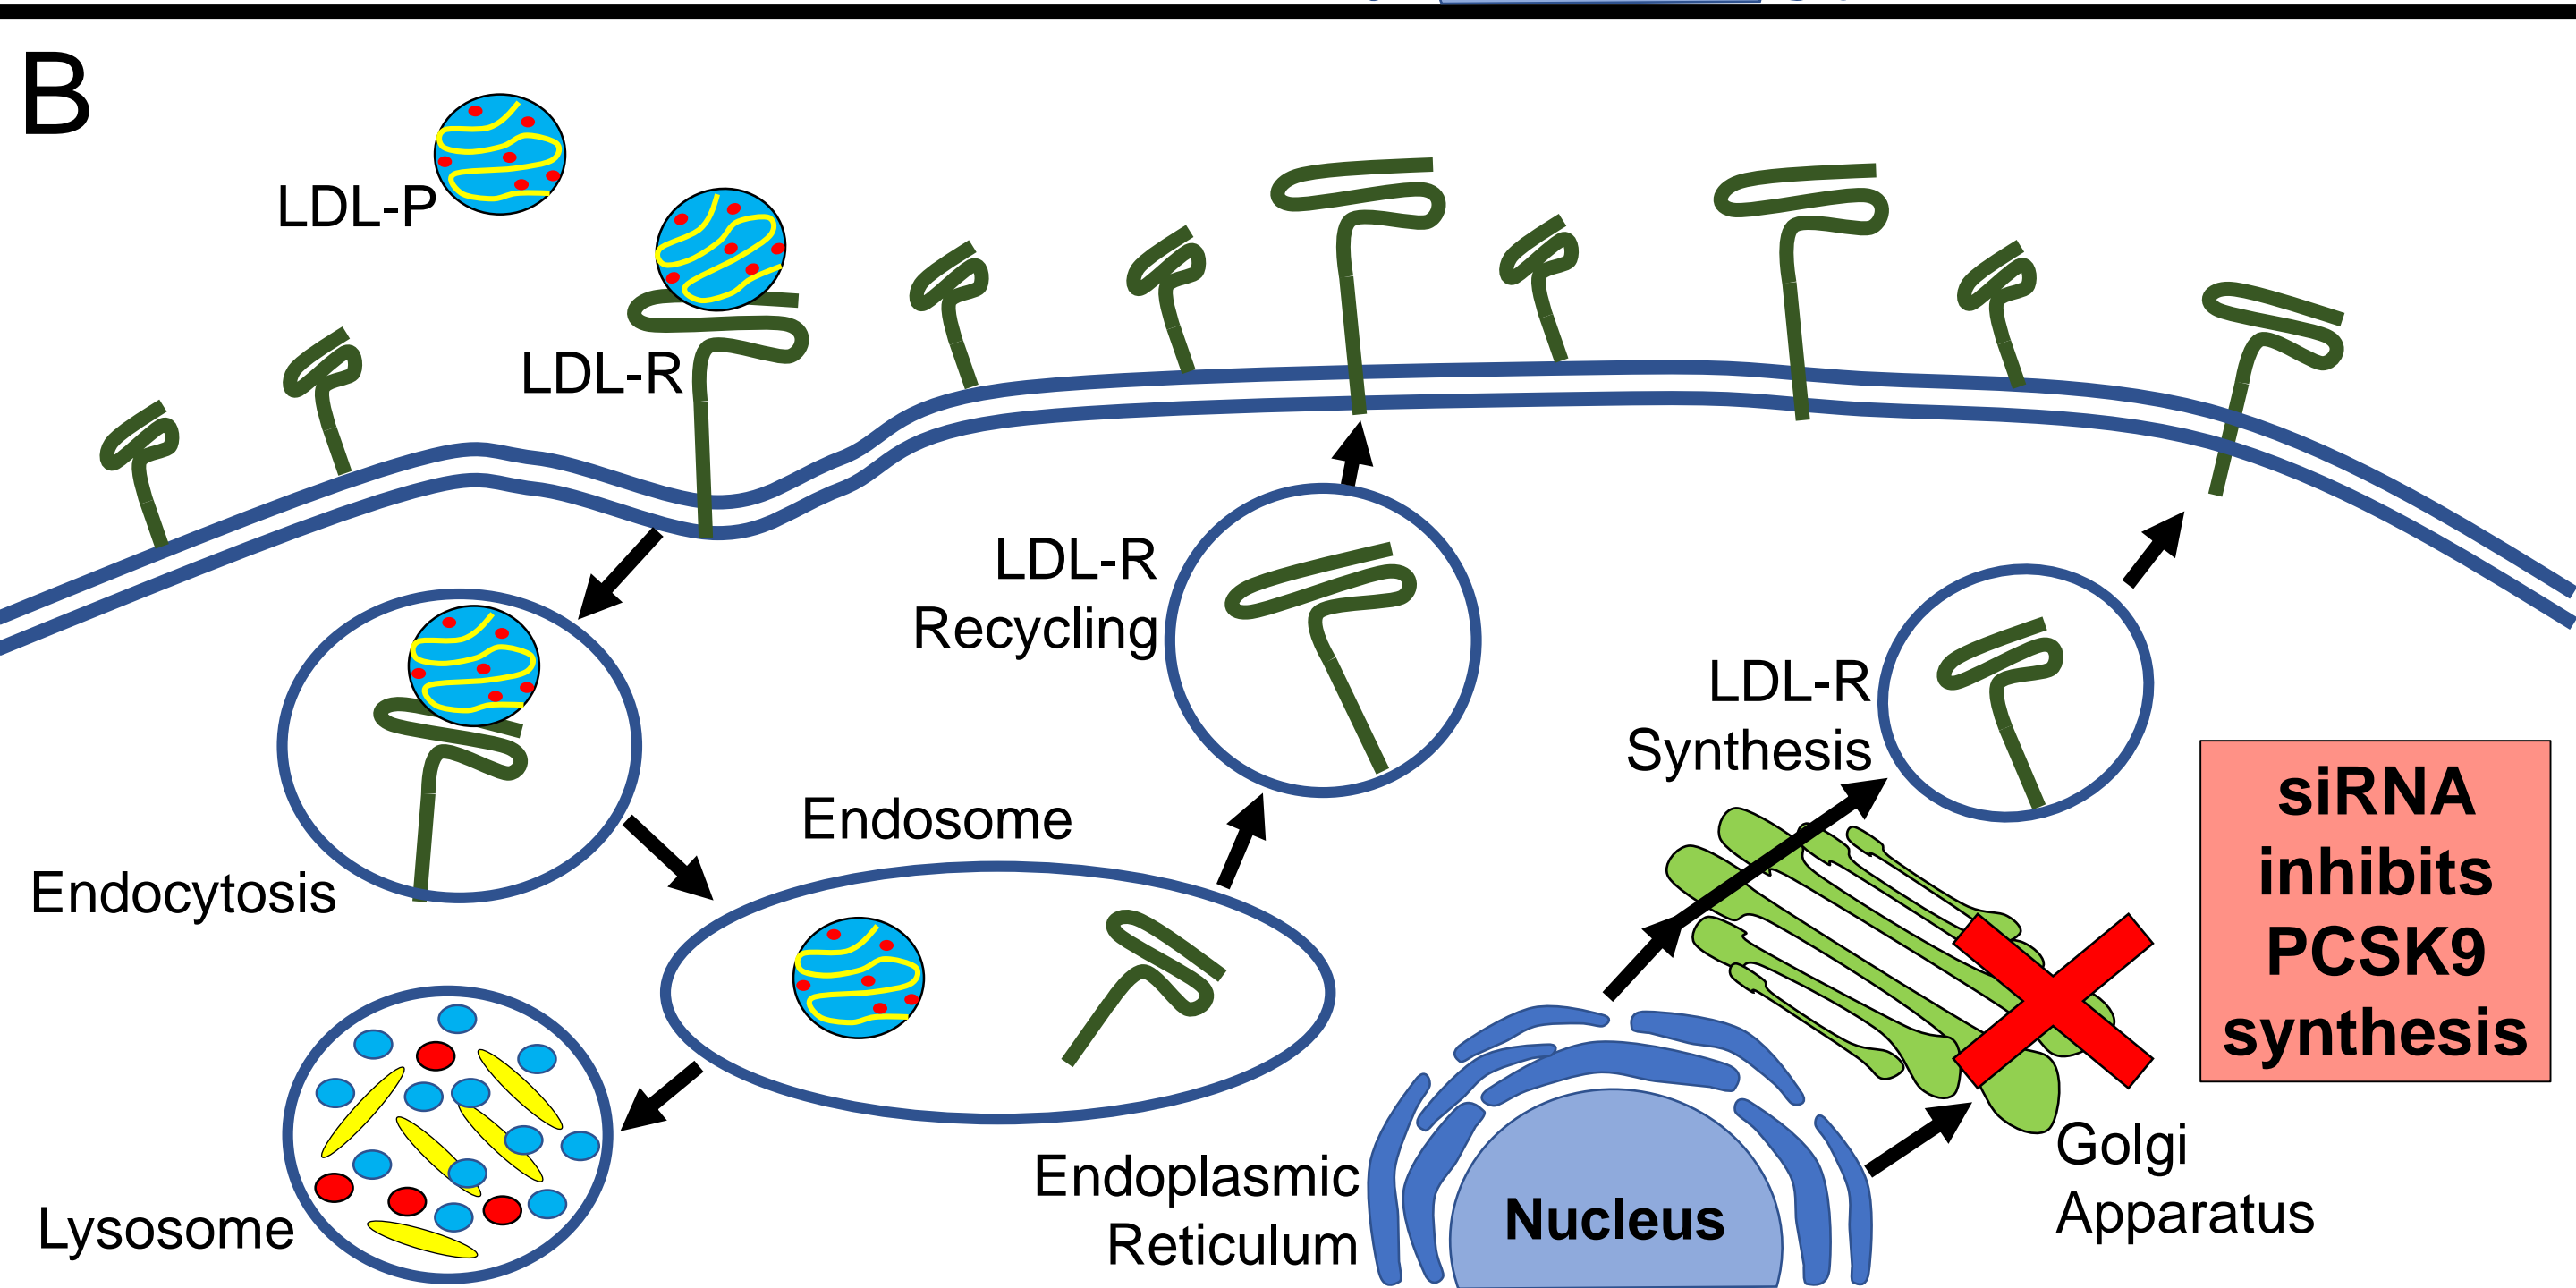 B
LDL-P
LDL-R
LDL-R
Recycling
LDL-R
Synthesis
siRNA
inhibits
PCSK9
synthesis
Endosome
Endocytosis
Lysosome
Endoplasmic
Reticulum
Nucleus
Golgi
Apparatus